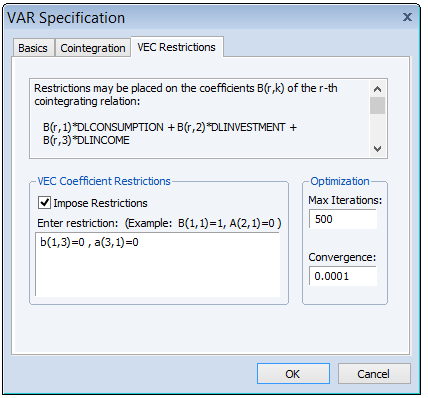 VAR Specification
x
Basics
Cointegration
VEC Restrictions
Restrictions may be placed on the coefficients B(r,k) of the r-th
cointegrating relation:
B(r,1)*DLCONSUMPTION + B(r,2)*DLINVESTMENT +
B(r,3)*DLINCOME
VEC Coefficient Restrictions
Impose Restrictions
Enter restriction: (Example: B(1,1)=1, A(2,1)=0 )
b(1,3)=0 , a(3,1)=0
Optimization
Max Iterations:
500
Convergence:
0.0001
OK
Cancel